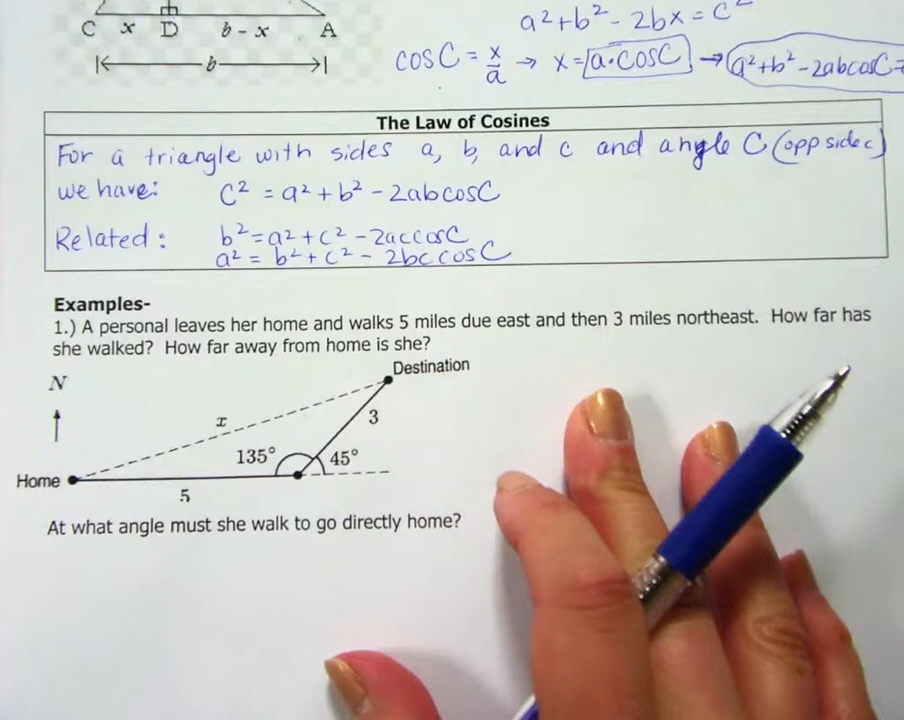 a² + b² - 2bx = c²
C x D b - x A
b
cos C = x/a → x = a·cosC → a² + b² - 2abcosC =
The Law of Cosines
For a triangle with sides a, b, and c and angle C (opp side c)
we have: c² = a² + b² - 2abcosC
Related: b² = a² + c² - 2accosC
a² = b² + c² - 2bccosC
Examples-
1.) A personal leaves her home and walks 5 miles due east and then 3 miles northeast. How far has
she walked? How far away from home is she?
Destination
N
x
3
135° 45°
Home
5
At what angle must she walk to go directly home?